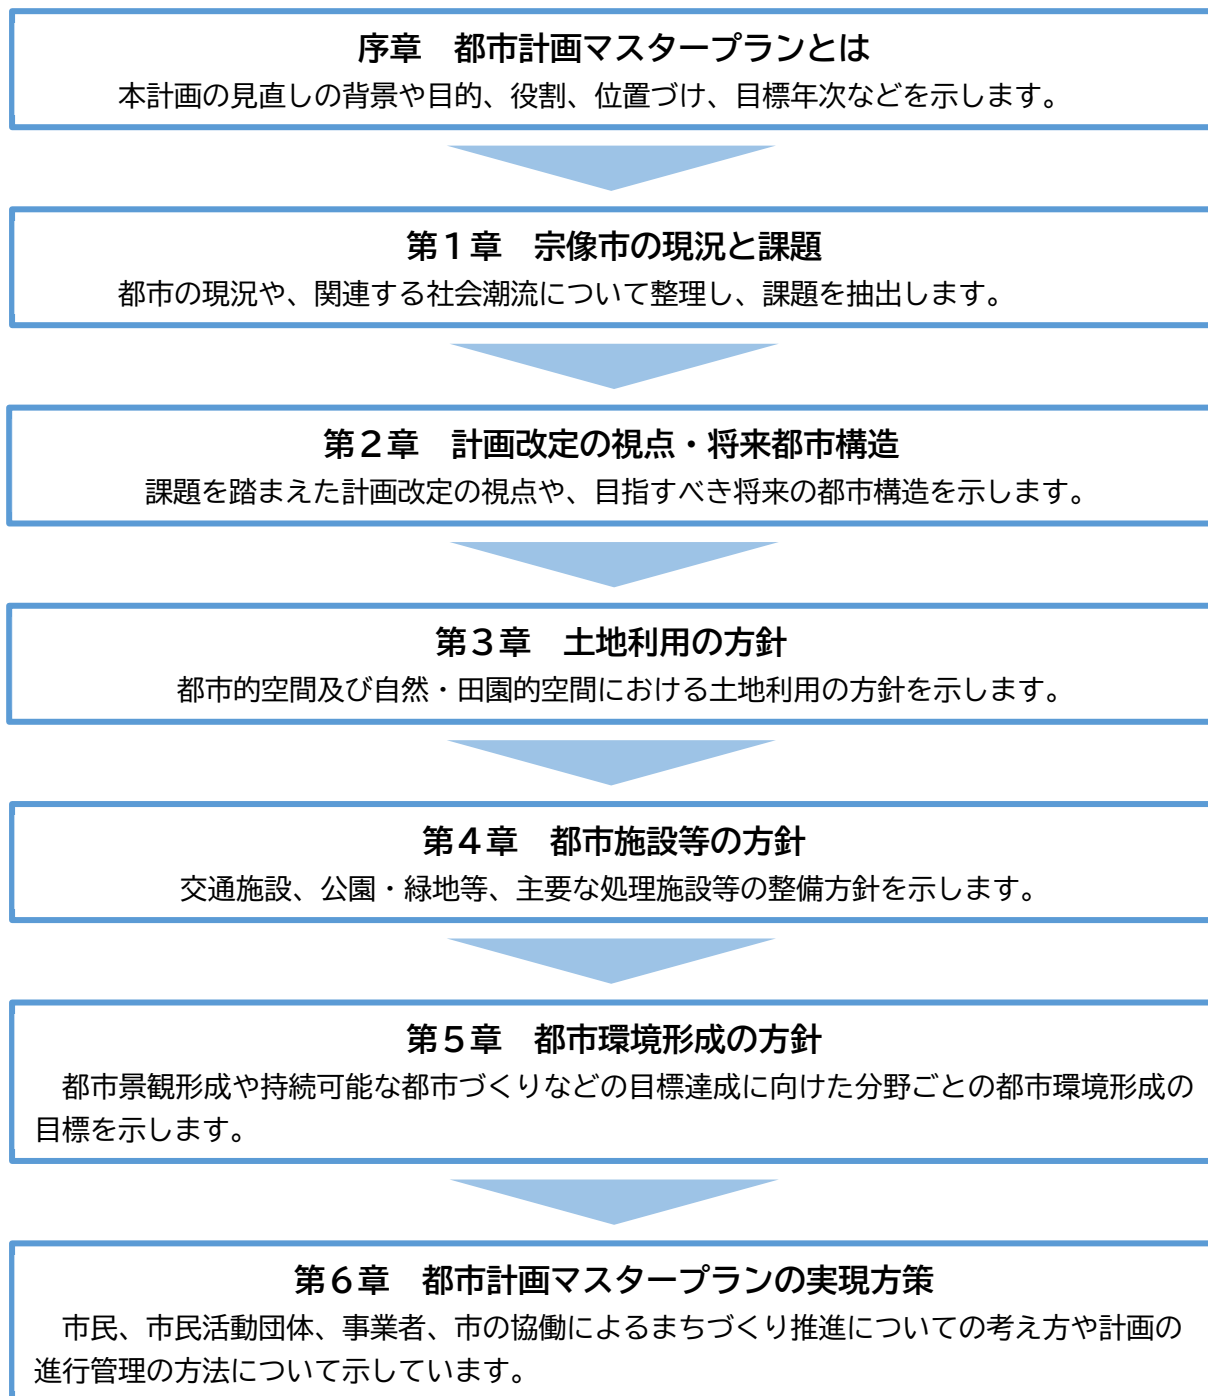 序章　都市計画マスタープランとは
本計画の見直しの背景や目的、役割、位置づけ、目標年次などを示します。
第１章　宗像市の現況と課題
都市の現況や、関連する社会潮流について整理し、課題を抽出します。
第２章　計画改定の視点・将来都市構造
課題を踏まえた計画改定の視点や、目指すべき将来の都市構造を示します。
第３章　土地利用の方針
都市的空間及び自然・田園的空間における土地利用の方針を示します。
第４章　都市施設等の方針
交通施設、公園・緑地等、主要な処理施設等の整備方針を示します。
第５章　都市環境形成の方針
都市景観形成や持続可能な都市づくりなどの目標達成に向けた分野ごとの都市環境形成の
目標を示します。
第６章　都市計画マスタープランの実現方策
市民、市民活動団体、事業者、市の協働によるまちづくり推進についての考え方や計画の
進行管理の方法について示しています。